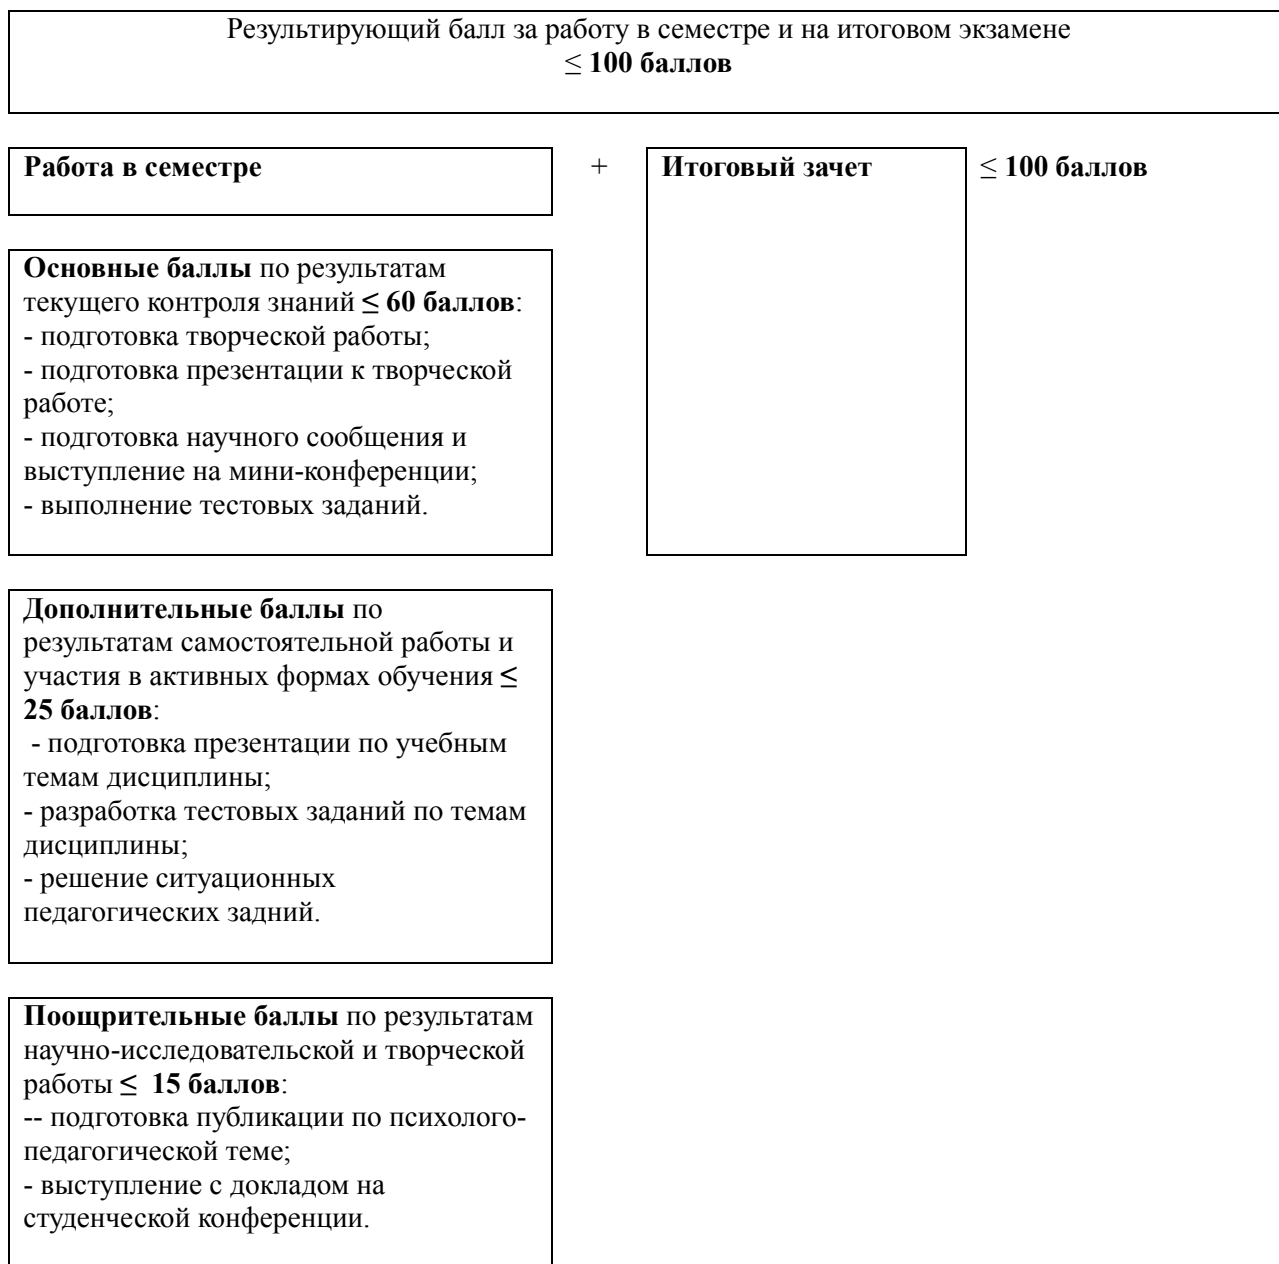 Результирующий балл за работу в семестре и на итоговом экзамене
≤ 100 баллов
Работа в семестре
+
Итоговый зачет
≤ 100 баллов
Основные баллы по результатам
текущего контроля знаний ≤ 60 баллов:
- подготовка творческой работы;
- подготовка презентации к творческой
работе;
- подготовка научного сообщения и
выступление на мини-конференции;
- выполнение тестовых заданий.
Дополнительные баллы по
результатам самостоятельной работы и
участия в активных формах обучения ≤
25 баллов:
- подготовка презентации по учебным
темам дисциплины;
- разработка тестовых заданий по темам
дисциплины;
- решение ситуационных
педагогических задний.
Поощрительные баллы по результатам
научно-исследовательской и творческой
работы ≤ 15 баллов:
-- подготовка публикации по психолого-
педагогической теме;
- выступление с докладом на
студенческой конференции.